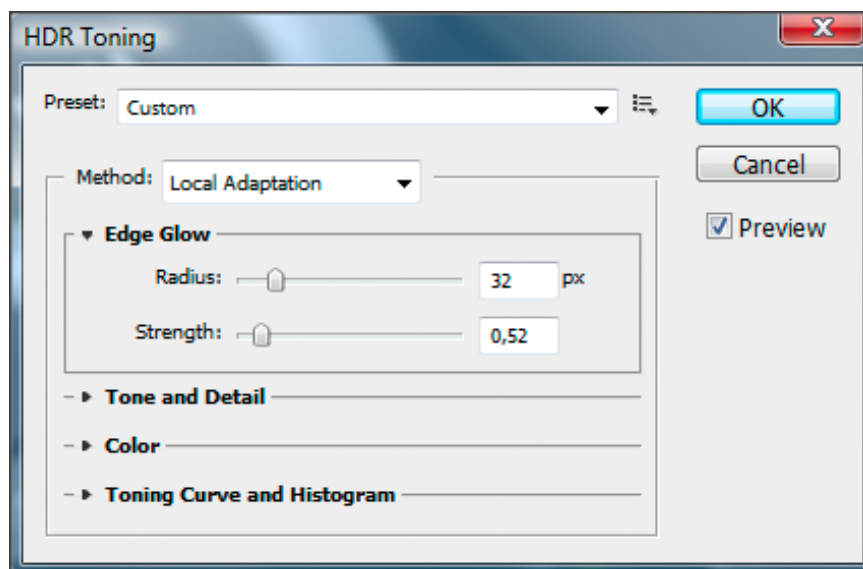 HDR Toning
X
Preset: Custom
OK
Cancel
Preview
Method: Local Adaptation
Edge Glow
Radius: 32 px
Strength: 0,52
Tone and Detail
Color
Toning Curve and Histogram